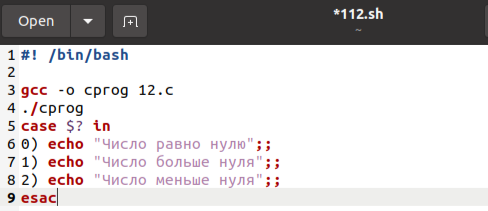 Open
*112.sh
~
1 #! /bin/bash
2
3 gcc -o cprog 12.c
4 ./cprog
5 case $? in
6 0) echo "Число равно нулю";;
7 1) echo "Число больше нуля";;
8 2) echo "Число меньше нуля";;
9 esac